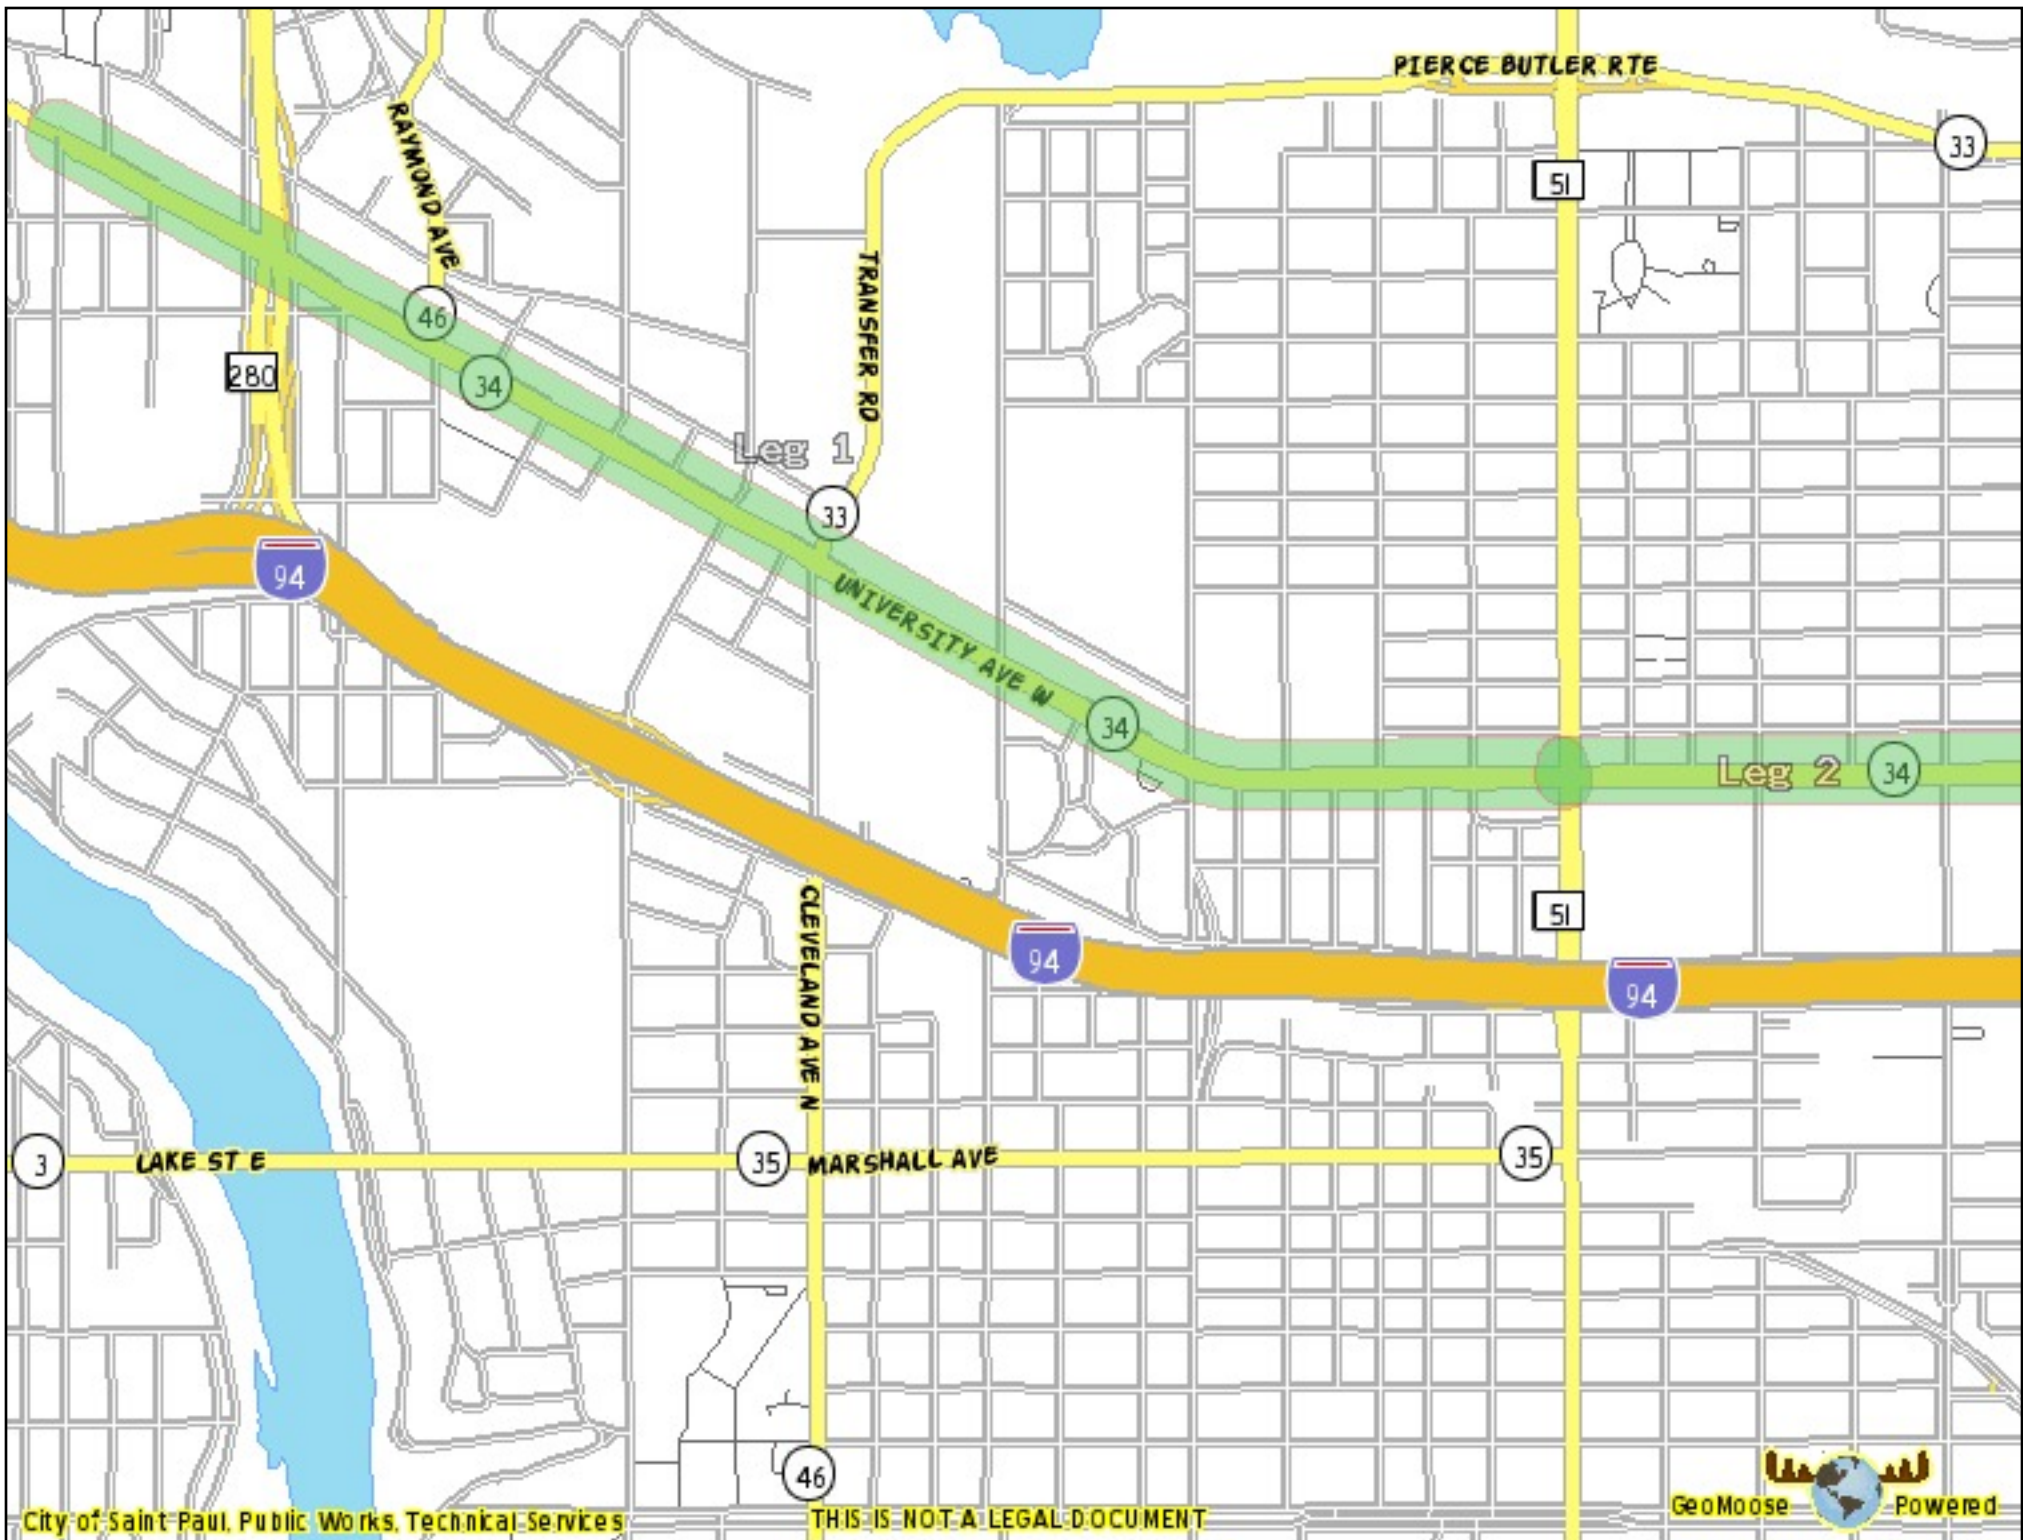 PIERCE BUTLER RTE
RAYMOND AVE
33
51
TRANSFER RD
46
280
34
Leg 1
33
94
UNIVERSITY AVE W
34
Leg 2
34
CLEVELAND AVE N
51
94
94
3
LAKE ST E
35
MARSHALL AVE
35
46
City of Saint Paul, Public Works, Technical Services
THIS IS NOT A LEGAL DOCUMENT
GeoMoose Powered